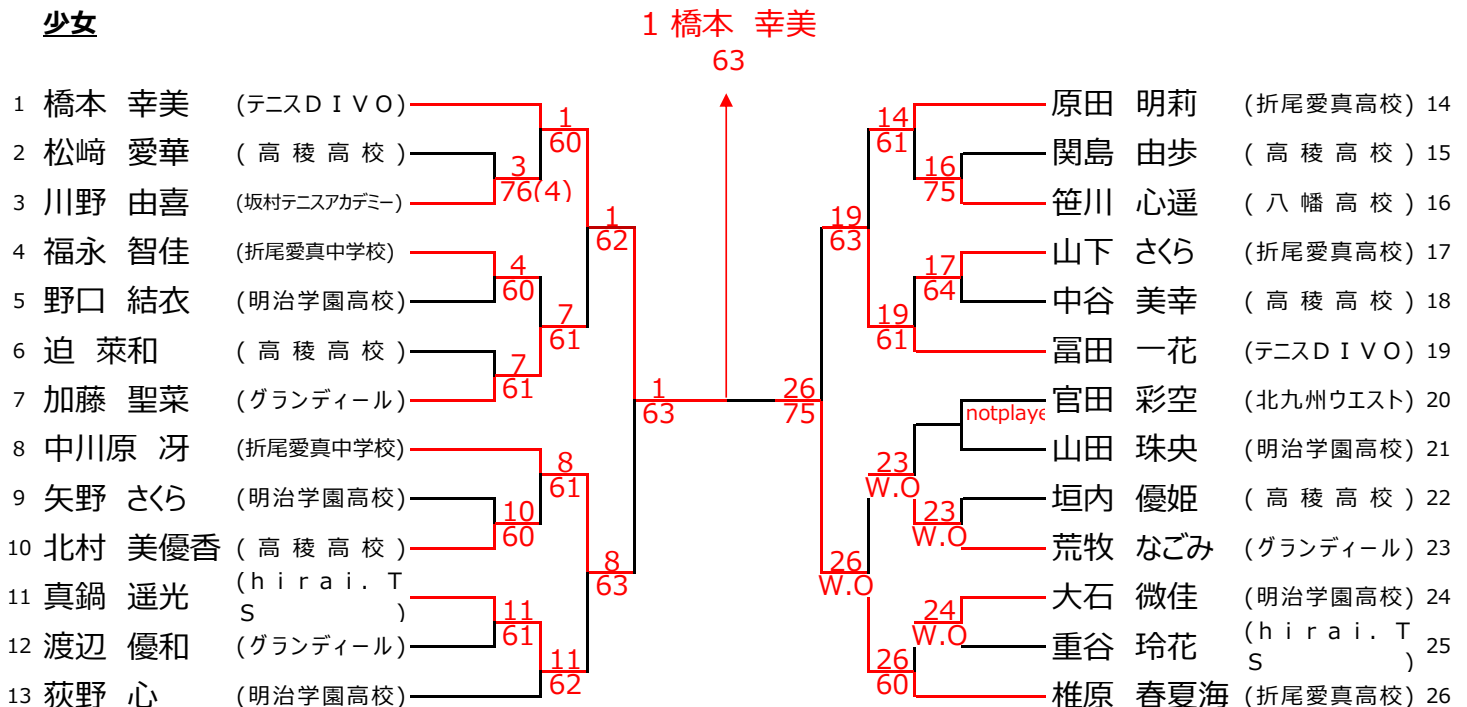 少女
1 橋本 幸美
63
1 橋本 幸美 (テニスＤＩＶＯ)
2 松﨑 愛華 (高稜高校)
3 川野 由喜 (坂村テニスアカデミー)
4 福永 智佳 (折尾愛真中学校)
5 野口 結衣 (明治学園高校)
6 迫 萊和 (高稜高校)
7 加藤 聖菜 (グランディール)
8 中川原 冴 (折尾愛真中学校)
9 矢野 さくら (明治学園高校)
10 北村 美優香 (高稜高校)
11 真鍋 遥光 (hirai.TS)
12 渡辺 優和 (グランディール)
13 荻野 心 (明治学園高校)
1
60
3
76(4)
1
62
4
60
7
61
7
61
1
63
8
61
10
60
8
63
11
61
11
62
14
61
16
75
19
63
17
64
19
61
26
75
notplaye
23
W.O
23
W.O
26
W.O
24
W.O
26
60
原田 明莉 (折尾愛真高校) 14
関島 由歩 (高稜高校) 15
笹川 心遥 (八幡高校) 16
山下 さくら (折尾愛真高校) 17
中谷 美幸 (高稜高校) 18
冨田 一花 (テニスＤＩＶＯ) 19
官田 彩空 (北九州ウエスト) 20
山田 珠央 (明治学園高校) 21
垣内 優姫 (高稜高校) 22
荒牧 なごみ (グランディール) 23
大石 微佳 (明治学園高校) 24
重谷 玲花 (hirai.TS) 25
椎原 春夏海 (折尾愛真高校) 26